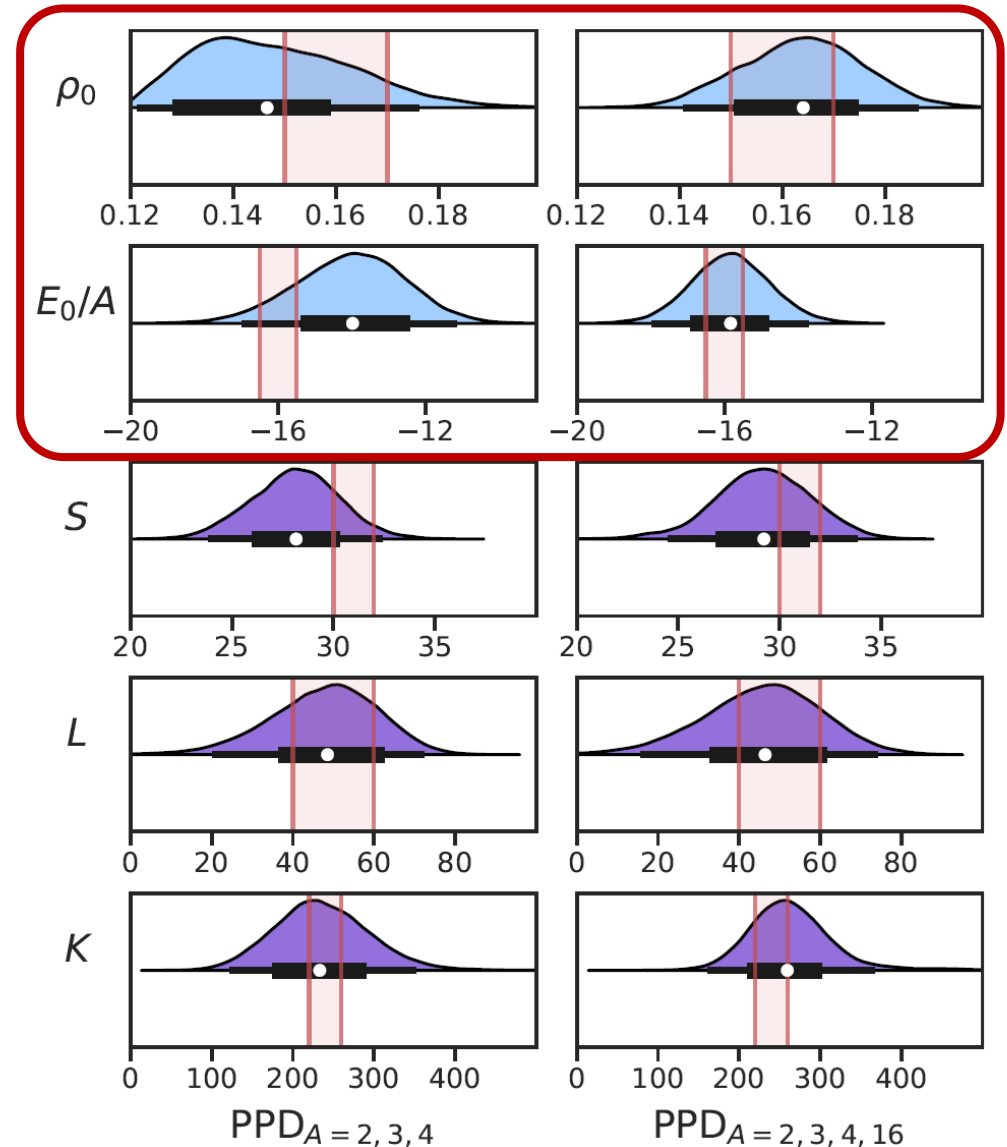 ρ₀
0.12 0.14 0.16 0.18 0.12 0.14 0.16 0.18
E₀/A
−20 −16 −12 −20 −16 −12
S
20 25 30 35 20 25 30 35
L
0 20 40 60 80 0 20 40 60 80
K
0 100 200 300 400 0 100 200 300 400
PPD_A = 2, 3, 4 PPD_A = 2, 3, 4, 16